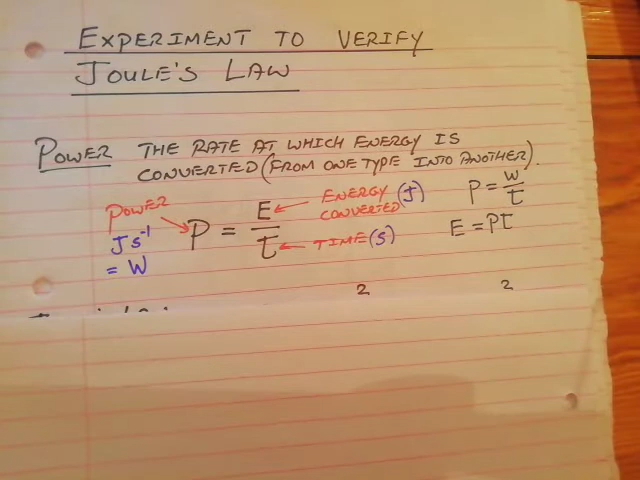 EXPERIMENT TO VERIFY
JOULE'S LAW
POWER THE RATE AT WHICH ENERGY IS
CONVERTED (FROM ONE TYPE INTO ANOTHER).
POWER
Js⁻¹
= W
P = E/t
ENERGY (J)
CONVERTED
TIME (S)
P = W/t
E = Pt
2 2